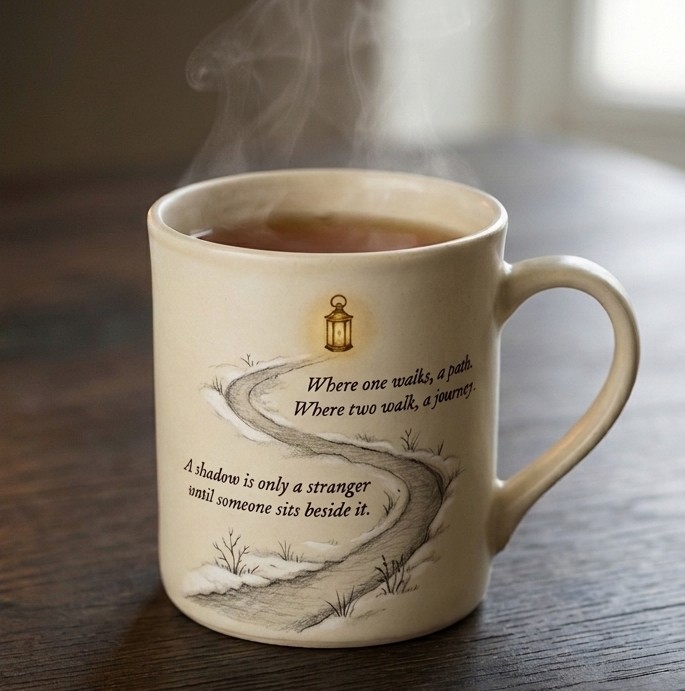 Where one walks, a path.
Where two walk, a journey.
A shadow is only a stranger
until someone sits beside it.